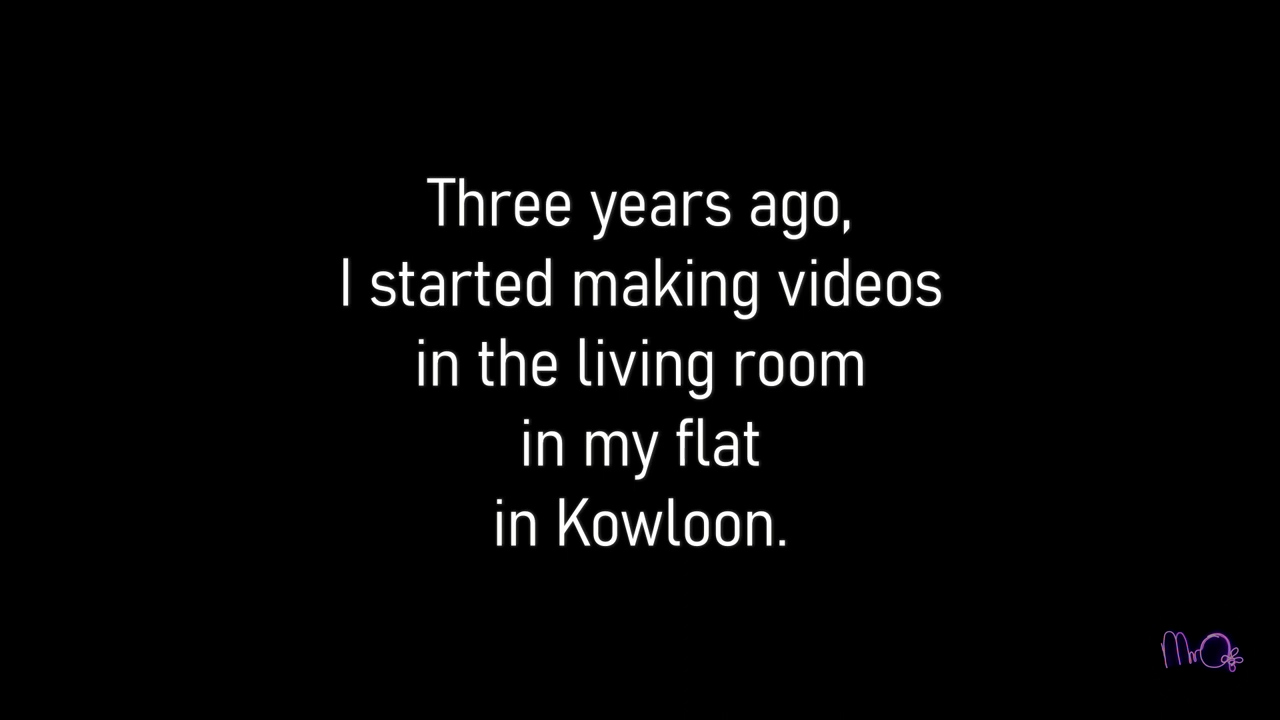 Three years ago,
I started making videos
in the living room
in my flat
in Kowloon.